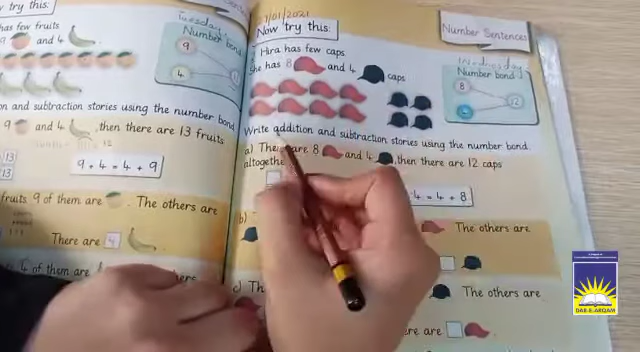 try this:
has few fruits
9 and 4
Tuesday's
Number bond
9
4
on and subtraction stories using the number bond
9 and 4 , then there are 13 fruits
13
13
9 + 4 = 4 + 9
fruits 9 of them are . The others are
There are 4
4 of them are
/01/2021
Now try this:
Number Sentences
Hira has few caps
She has 8 and 4 caps
Wednesday's
Number bond
8
12
Write addition and subtraction stories using the number bond.
a) There are 8 and 4 , then there are 12 caps
altogether
4 = 4 + 8
b)
The others are
c) Th
The others are
ere are
DAR-E-ARQAM